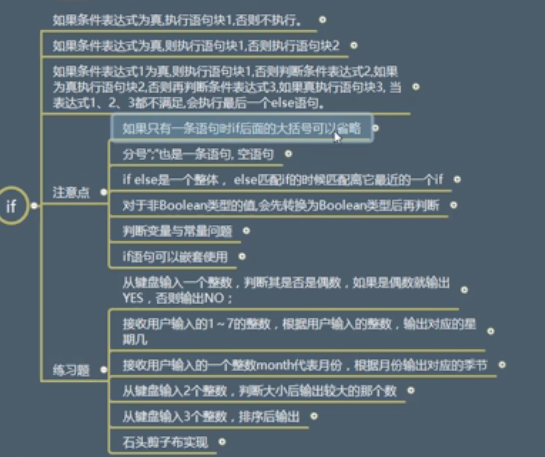 如果条件表达式为真,执行语句块1,否则不执行。
如果条件表达式为真,则执行语句块1,否则执行语句块2
如果条件表达式1为真,则执行语句块1,否则判断条件表达式2,如果
为真执行语句块2,否则再判断条件表达式3,如果真执行语句块3, 当
表达式1、2、3都不满足,会执行最后一个else语句。
if
注意点
如果只有一条语句时if后面的大括号可以省略
分号";"也是一条语句, 空语句
if else是一个整体， else匹配if的时候匹配离它最近的一个if
对于非Boolean类型的值,会先转换为Boolean类型后再判断
判断变量与常量问题
if语句可以嵌套使用
练习题
从键盘输入一个整数，判断其是否是偶数，如果是偶数就输出
YES，否则输出NO；
接收用户输入的1~7的整数，根据用户输入的整数，输出对应的星
期几
接收用户输入的一个整数month代表月份，根据月份输出对应的季节
从键盘输入2个整数，判断大小后输出较大的那个数
从键盘输入3个整数，排序后输出
石头剪子布实现